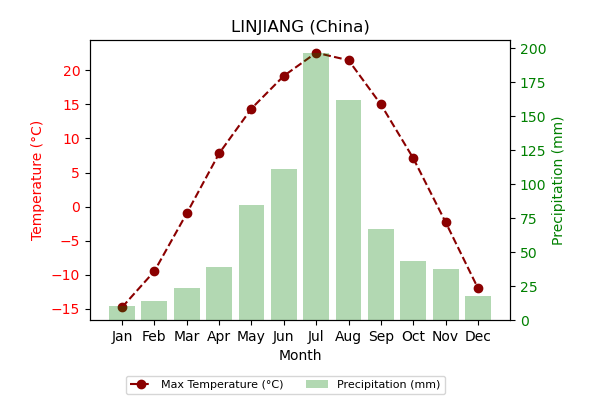 LINJIANG (China)
20
15
10
5
0
−5
−10
−15
Temperature (°C)
200
175
150
125
100
75
50
25
0
Precipitation (mm)
Jan Feb Mar Apr May Jun Jul Aug Sep Oct Nov Dec
Month
Max Temperature (°C) Precipitation (mm)